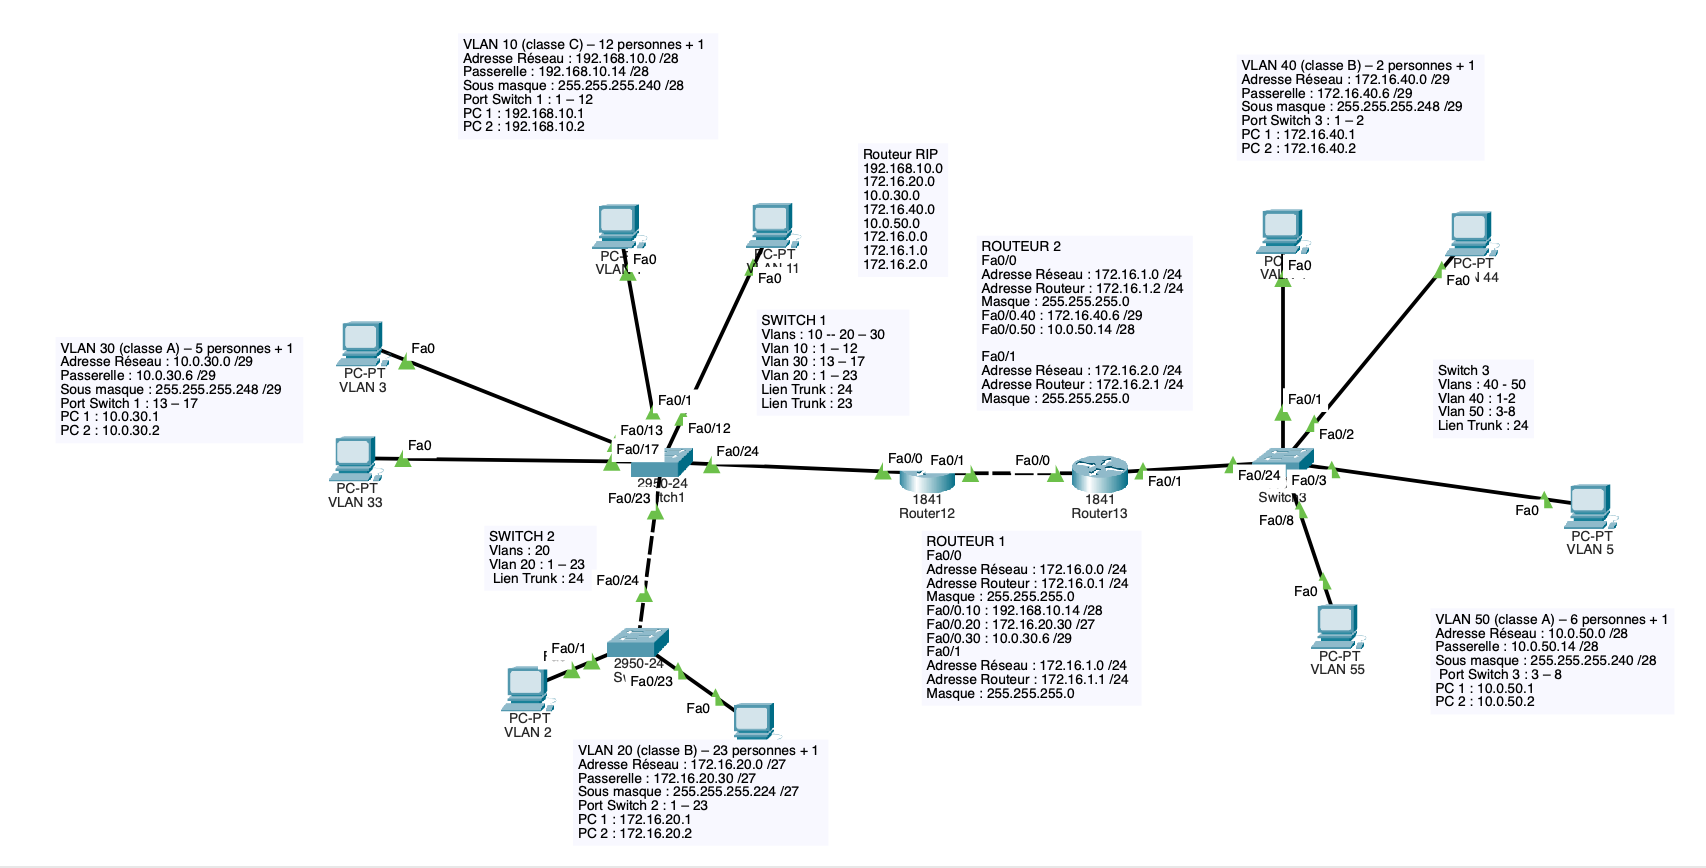 VLAN 10 (classe C) – 12 personnes + 1
Adresse Réseau : 192.168.10.0 /28
Passerelle : 192.168.10.14 /28
Sous masque : 255.255.255.240 /28
Port Switch 1 : 1 – 12
PC 1 : 192.168.10.1
PC 2 : 192.168.10.2
VLAN 40 (classe B) – 2 personnes + 1
Adresse Réseau : 172.16.40.0 /29
Passerelle : 172.16.40.6 /29
Sous masque : 255.255.255.248 /29
Port Switch 3 : 1 – 2
PC 1 : 172.16.40.1
PC 2 : 172.16.40.2
Routeur RIP
192.168.10.0
172.16.20.0
10.0.30.0
172.16.40.0
10.0.50.0
172.16.0.0
172.16.1.0
172.16.2.0
ROUTEUR 2
Fa0/0
Adresse Réseau : 172.16.1.0 /24
Adresse Routeur : 172.16.1.2 /24
Masque : 255.255.255.0
Fa0/0.40 : 172.16.40.6 /29
Fa0/0.50 : 10.0.50.14 /28
Fa0/1
Adresse Réseau : 172.16.2.0 /24
Adresse Routeur : 172.16.2.1 /24
Masque : 255.255.255.0
Fa0
Fa0
Fa0
PC-PT
Fa0
SWITCH 1
Vlans : 10 -- 20 – 30
Vlan 10 : 1 – 12
Vlan 30 : 13 – 17
Vlan 20 : 1 – 23
Lien Trunk : 24
Lien Trunk : 23
VLAN 30 (classe A) – 5 personnes + 1
Adresse Réseau : 10.0.30.0 /29
Passerelle : 10.0.30.6 /29
Sous masque : 255.255.255.248 /29
Port Switch 1 : 13 – 17
PC 1 : 10.0.30.1
PC 2 : 10.0.30.2
Fa0
PC-PT
VLAN 3
Switch 3
Vlans : 40 - 50
Vlan 40 : 1-2
Vlan 50 : 3-8
Lien Trunk : 24
Fa0/1
Fa0/12
Fa0/13
Fa0/17
Fa0/24
Fa0
PC-PT
VLAN 33
Fa0/23
Fa0/0
Fa0/1
1841
Router12
Fa0/0
Fa0/1
1841
Router13
Fa0/1
Fa0/2
Fa0/24
Fa0/3
Switch3
Fa0/8
Fa0
PC-PT
VLAN 5
Fa0
PC-PT
VLAN 55
SWITCH 2
Vlans : 20
Vlan 20 : 1 – 23
Lien Trunk : 24
Fa0/24
ROUTEUR 1
Fa0/0
Adresse Réseau : 172.16.0.0 /24
Adresse Routeur : 172.16.0.1 /24
Masque : 255.255.255.0
Fa0/0.10 : 192.168.10.14 /28
Fa0/0.20 : 172.16.20.30 /27
Fa0/0.30 : 10.0.30.6 /29
Fa0/1
Adresse Réseau : 172.16.1.0 /24
Adresse Routeur : 172.16.1.1 /24
Masque : 255.255.255.0
VLAN 50 (classe A) – 6 personnes + 1
Adresse Réseau : 10.0.50.0 /28
Passerelle : 10.0.50.14 /28
Sous masque : 255.255.255.240 /28
Port Switch 3 : 3 – 8
PC 1 : 10.0.50.1
PC 2 : 10.0.50.2
Fa0/1
2950-24
Fa0/23
PC-PT
VLAN 2
Fa0
VLAN 20 (classe B) – 23 personnes + 1
Adresse Réseau : 172.16.20.0 /27
Passerelle : 172.16.20.30 /27
Sous masque : 255.255.255.224 /27
Port Switch 2 : 1 – 23
PC 1 : 172.16.20.1
PC 2 : 172.16.20.2